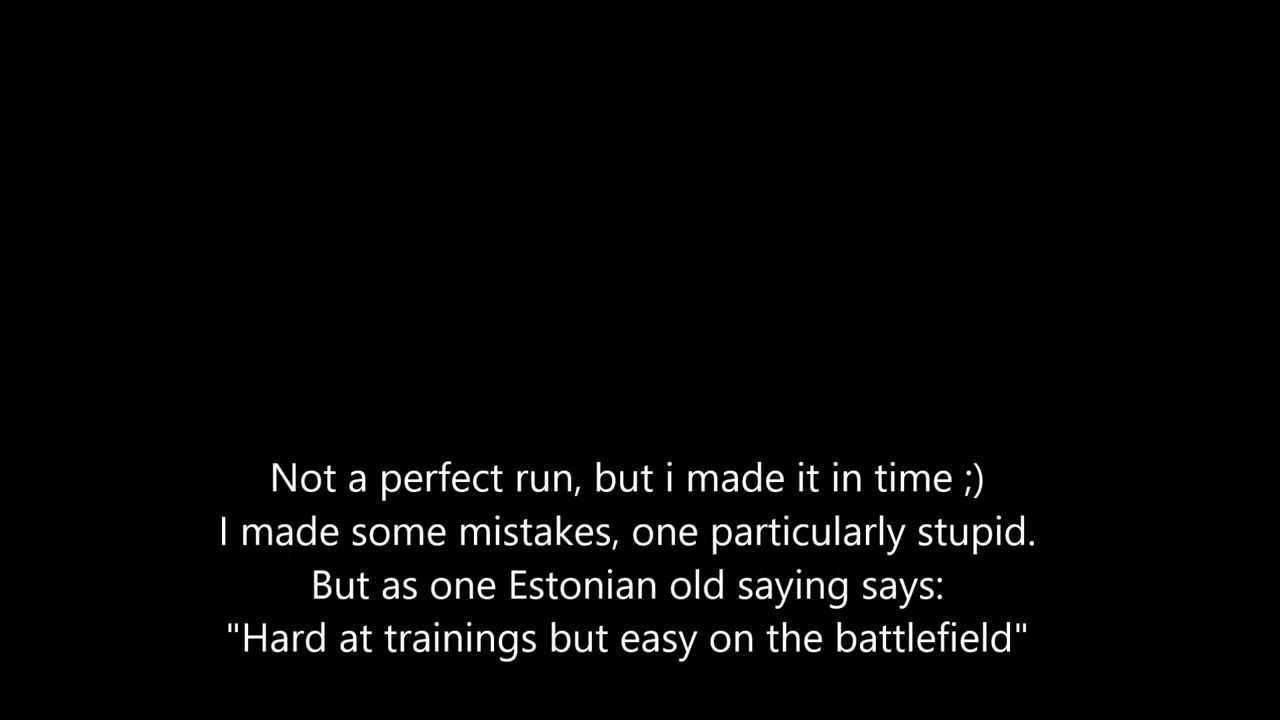 Not a perfect run, but i made it in time ;)
I made some mistakes, one particularly stupid.
But as one Estonian old saying says:
"Hard at trainings but easy on the battlefield"